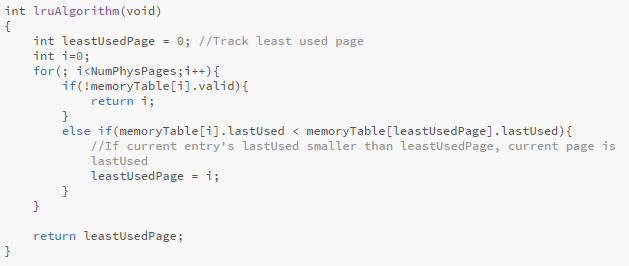 int lruAlgorithm(void)
{
    int leastUsedPage = 0; //Track least used page
    int i=0;
    for(; i<NumPhysPages;i++){
        if(!memoryTable[i].valid){
            return i;
        }
        else if(memoryTable[i].lastUsed < memoryTable[leastUsedPage].lastUsed){
            //If current entry's lastUsed smaller than leastUsedPage, current page is
            lastUsed
            leastUsedPage = i;
        }
    }

    return leastUsedPage;
}